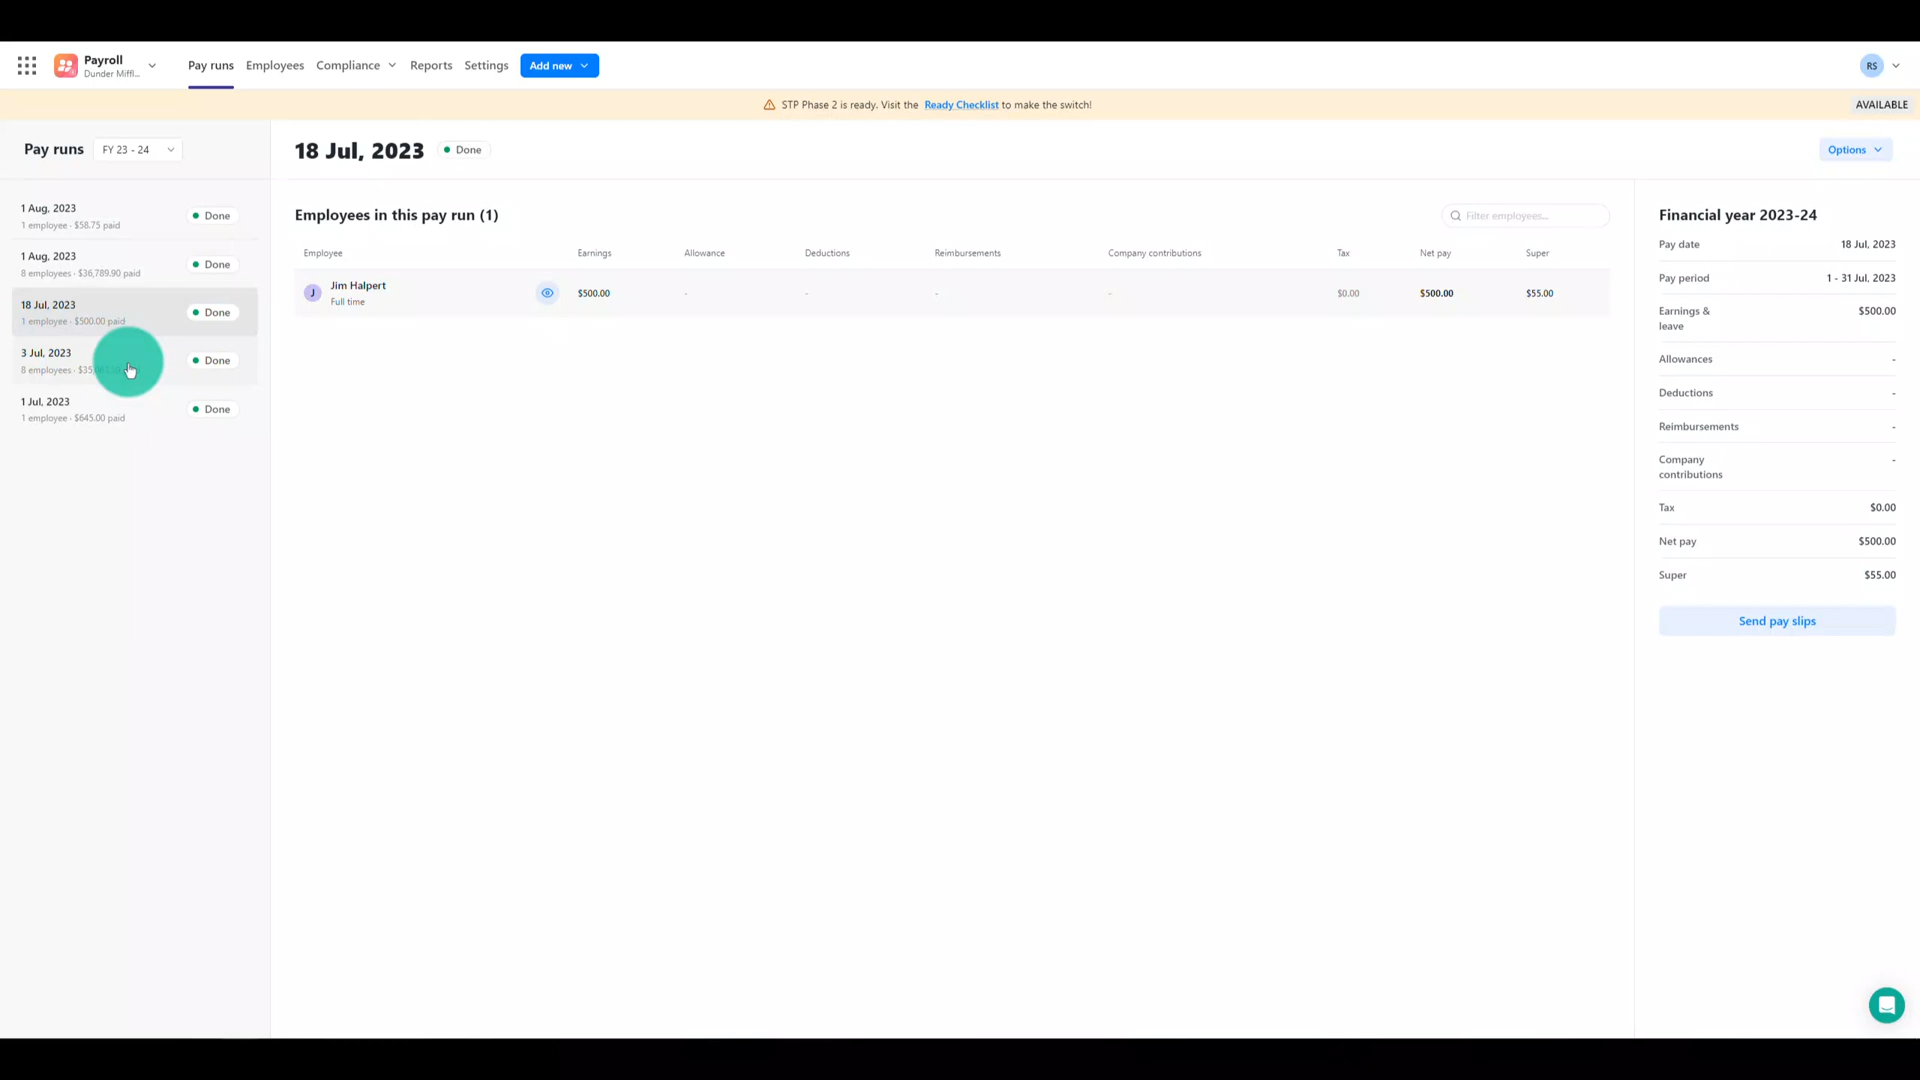 Payroll
Dunder Miffl...
Pay runs
Employees
Compliance
Reports
Settings
Add new
RS
STP Phase 2 is ready. Visit the Ready Checklist to make the switch!
AVAILABLE
Pay runs
FY 23 - 24
1 Aug, 2023
1 employee - $58.75 paid
Done
1 Aug, 2023
8 employees - $36,789.90 paid
Done
18 Jul, 2023
1 employee - $500.00 paid
Done
3 Jul, 2023
8 employees - 
Done
1 Jul, 2023
1 employee - $645.00 paid
Done
18 Jul, 2023
Done
Options
Employees in this pay run (1)
Filter employees...
Employee
Earnings
Allowance
Deductions
Reimbursements
Company contributions
Tax
Net pay
Super
J
Jim Halpert
Full time
$500.00
-
-
-
-
$0.00
$500.00
$55.00
Financial year 2023-24
Pay date
18 Jul, 2023
Pay period
1 - 31 Jul, 2023
Earnings &
leave
$500.00
Allowances
-
Deductions
-
Reimbursements
-
Company
contributions
-
Tax
$0.00
Net pay
$500.00
Super
$55.00
Send pay slips